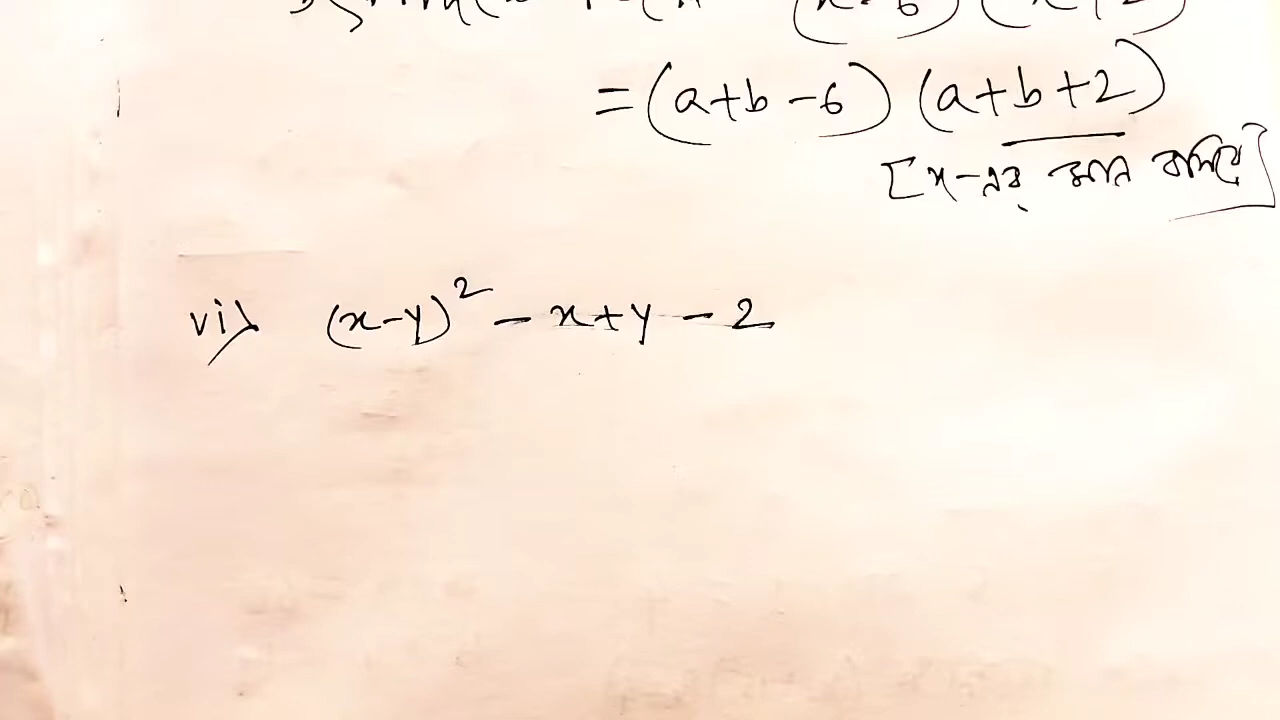 =(a+b-6) (a+b+2)
[x-এর মান বসিয়ে]
vi) (x-y)² - x+y - 2